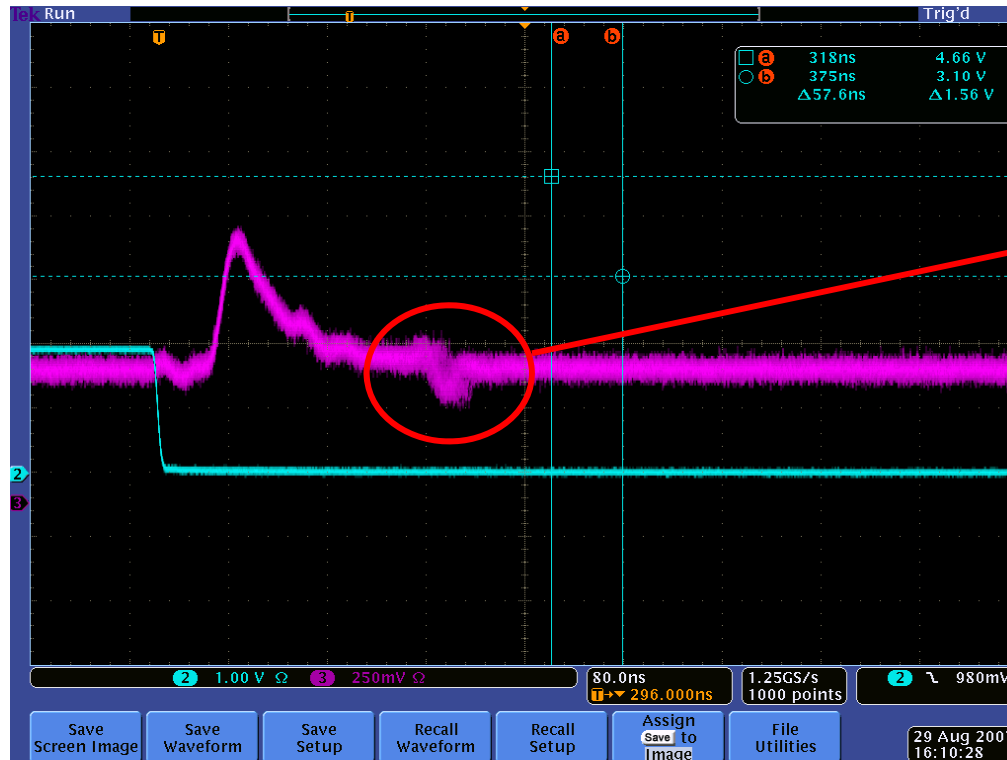 Tek Run Trig'd
T
T
a b
a 318ns 4.66 V
b 375ns 3.10 V
Δ57.6ns Δ1.56 V
2
3
2 1.00 V Ω 3 250mV Ω
80.0ns
T→▼ 296.000ns
1.25GS/s
1000 points
2 980mV
Save Screen Image
Save Waveform
Save Setup
Recall Waveform
Recall Setup
Assign Save to Image
File Utilities
29 Aug 200
16:10:28